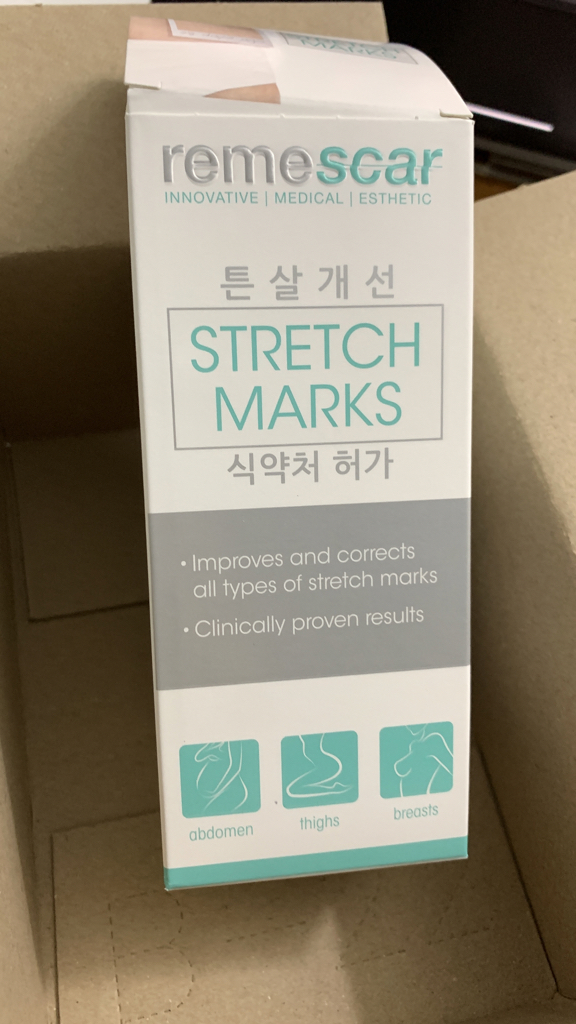 remescar
INNOVATIVE | MEDICAL | ESTHETIC
튼살개선
STRETCH
MARKS
식약처 허가
• Improves and corrects
all types of stretch marks
• Clinically proven results
abdomen
thighs
breasts